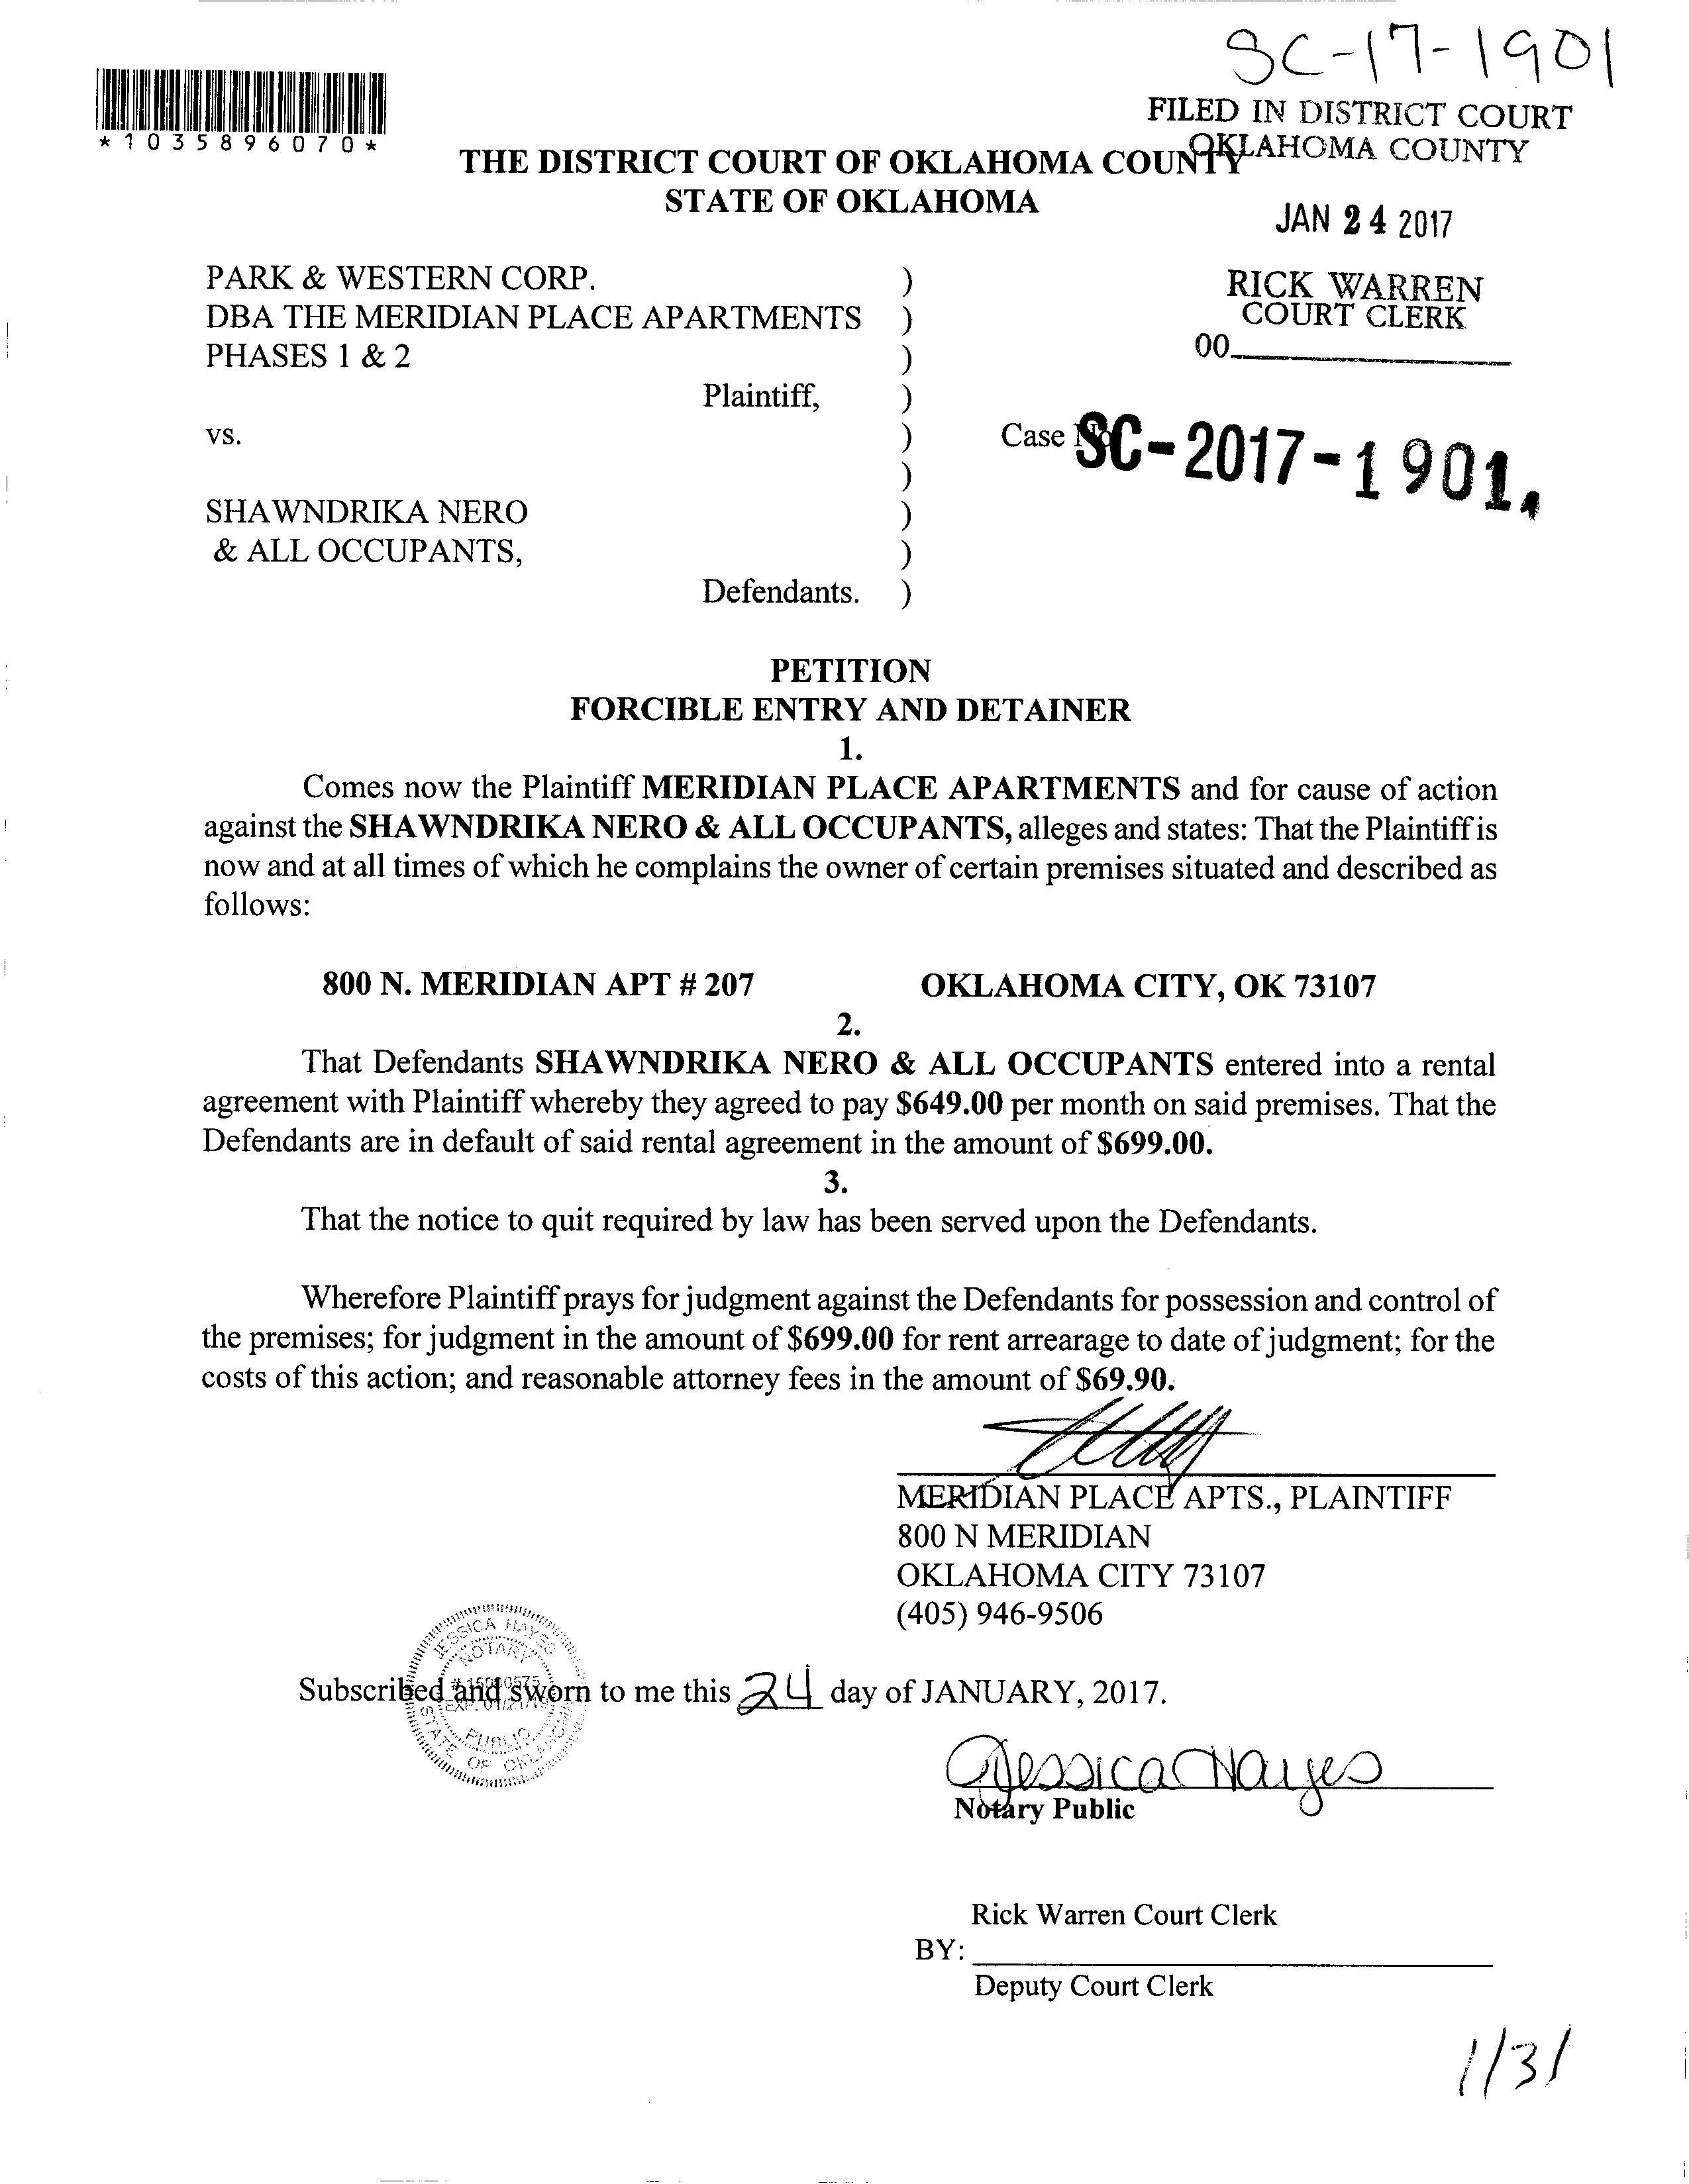 SC-17-1901
*1035896070*
FILED IN DISTRICT COURT
OKLAHOMA COUNTY
THE DISTRICT COURT OF OKLAHOMA COUNTY
STATE OF OKLAHOMA
JAN 24 2017
PARK & WESTERN CORP. )
DBA THE MERIDIAN PLACE APARTMENTS )
PHASES 1 & 2 )
RICK WARREN
COURT CLERK
00
Plaintiff, )
vs. ) Case No. SC-2017-1901
)
SHAWNDRIKA NERO )
& ALL OCCUPANTS, )
Defendants. )
PETITION
FORCIBLE ENTRY AND DETAINER
1.
Comes now the Plaintiff MERIDIAN PLACE APARTMENTS and for cause of action
against the SHAWNDRIKA NERO & ALL OCCUPANTS, alleges and states: That the Plaintiff is
now and at all times of which he complains the owner of certain premises situated and described as
follows:
800 N. MERIDIAN APT # 207 OKLAHOMA CITY, OK 73107
2.
That Defendants SHAWNDRIKA NERO & ALL OCCUPANTS entered into a rental
agreement with Plaintiff whereby they agreed to pay $649.00 per month on said premises. That the
Defendants are in default of said rental agreement in the amount of $699.00.
3.
That the notice to quit required by law has been served upon the Defendants.
Wherefore Plaintiff prays for judgment against the Defendants for possession and control of
the premises; for judgment in the amount of $699.00 for rent arrearage to date of judgment; for the
costs of this action; and reasonable attorney fees in the amount of $69.90.
MERIDIAN PLACE APTS., PLAINTIFF
800 N MERIDIAN
OKLAHOMA CITY 73107
(405) 946-9506
JESSICA HAYES
NOTARY
EXP. 01/21/19
PUBLIC
STATE OF OKLAHOMA
Subscribed and sworn to me this 24 day of JANUARY, 2017.
Jessica Hayes
Notary Public
Rick Warren Court Clerk
BY:
Deputy Court Clerk
1/31